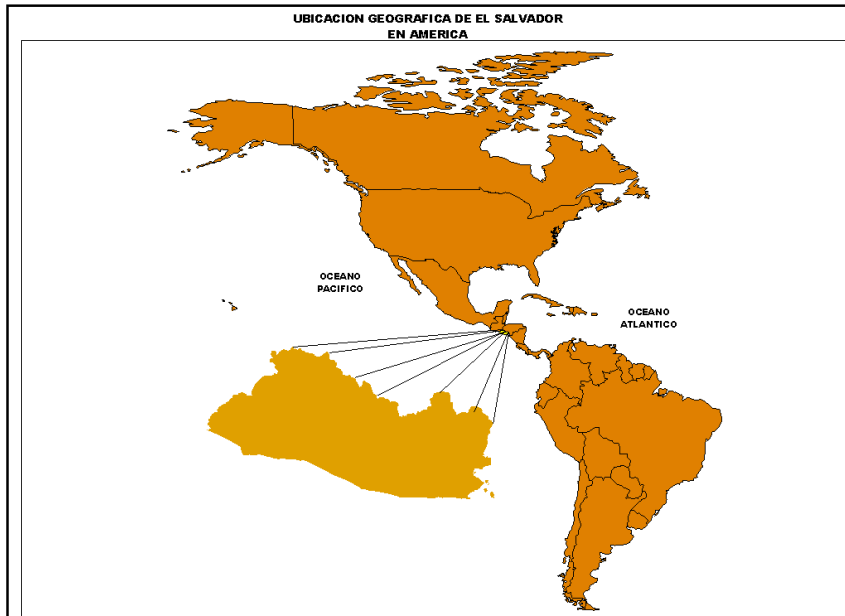 UBICACION GEOGRAFICA DE EL SALVADOR
EN AMERICA
OCEANO
PACIFICO
OCEANO
ATLANTICO